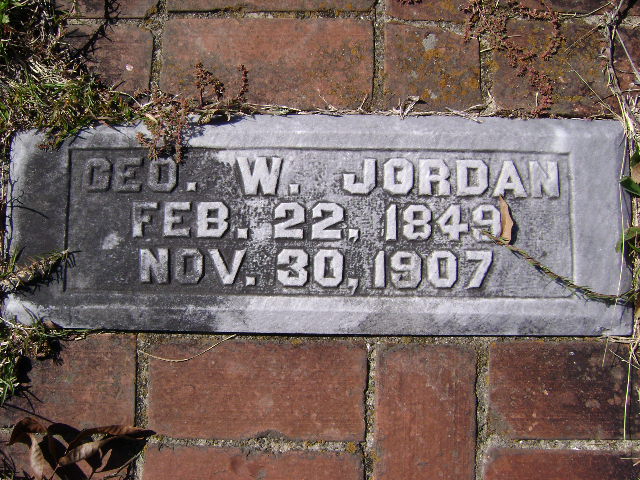 GEO. W. JORDAN
FEB. 22, 1849
NOV. 30, 1907